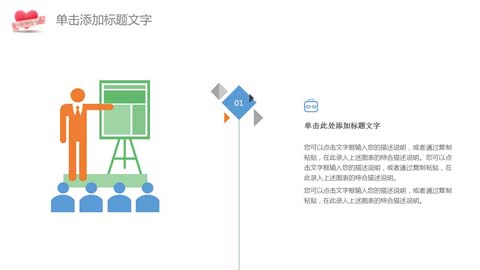 单击添加标题文字
01
单击此处添加标题文字
您可以点击文字框输入您的描述说明，或者通过复制
粘贴，在此录入上述图表的综合描述说明。您可以点
击文字框输入您的描述说明，或者通过复制粘贴，在
此录入上述图表的综合描述说明。
您可以点击文字框输入您的描述说明，或者通过复制
粘贴，在此录入上述图表的综合描述说明。